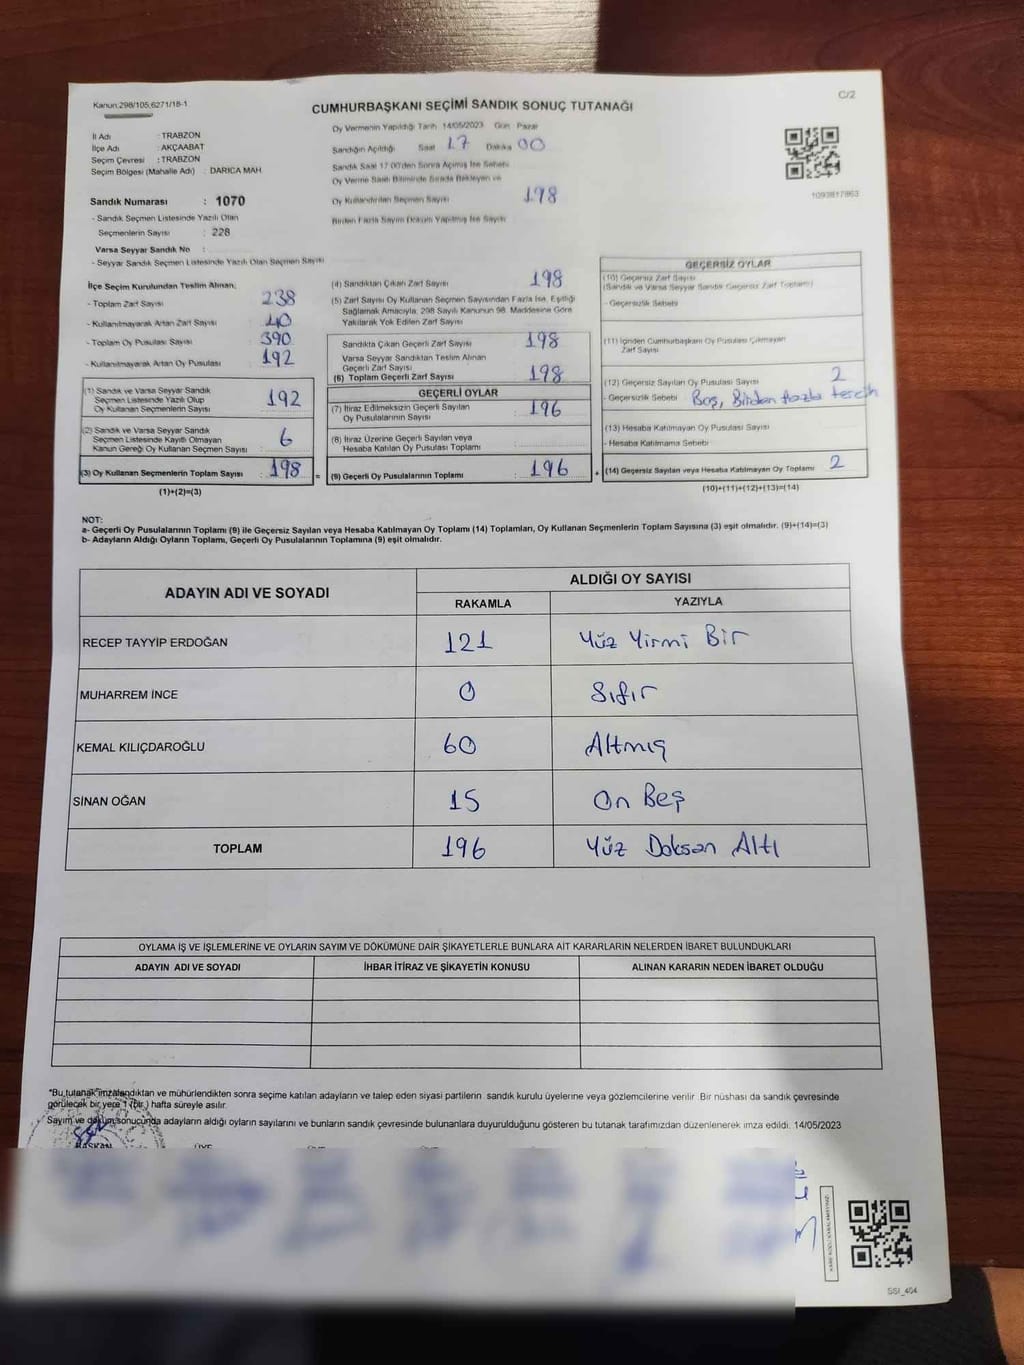 Kanun:298/105,6271/18-1
C/2
CUMHURBAŞKANI SEÇİMİ SANDIK SONUÇ TUTANAĞI
İl Adı : TRABZON
İlçe Adı : AKÇAABAT
Seçim Çevresi : TRABZON
Seçim Bölgesi (Mahalle Adı) : DARICA MAH.
Sandık Numarası : 1070
- Sandık Seçmen Listesinde Yazılı Olan
Seçmenlerin Sayısı : 228
Varsa Seyyar Sandık No :
- Seyyar Sandık Seçmen Listesinde Yazılı Olan Seçmen Sayısı
Oy Vermenin Yapıldığı Tarih 14/05/2023 Gün Pazar
Sandığın Açıldığı Saat 17 Dakika 00
Sandık Saat 17.00'den Sonra Açılmış İse Sebebi
Oy Verme Saati Bitiminde Sırada Bekleyen ve
Oy Kullandırılan Seçmen Sayısı 198
Birden Fazla Sayım Döküm Yapılmış İse Sayısı
1093817963
İlçe Seçim Kurulundan Teslim Alınan;
- Toplam Zarf Sayısı 238
- Kullanılmayarak Artan Zarf Sayısı 40
- Toplam Oy Pusulası Sayısı 390
- Kullanılmayarak Artan Oy Pusulası 192
(1) Sandık ve Varsa Seyyar Sandık
Seçmen Listesinde Yazılı Olup
Oy Kullanan Seçmenlerin Sayısı 192
(2) Sandık ve Varsa Seyyar Sandık
Seçmen Listesinde Kayıtlı Olmayan
Kanun Gereği Oy Kullanan Seçmen Sayısı 6
(3) Oy Kullanan Seçmenlerin Toplam Sayısı : 198 =
(1)+(2)=(3)
(4) Sandıktan Çıkan Zarf Sayısı 198
(5) Zarf Sayısı Oy Kullanan Seçmen Sayısından Fazla İse, Eşitliği
Sağlamak Amacıyla; 298 Sayılı Kanunun 98. Maddesine Göre
Yakılarak Yok Edilen Zarf Sayısı
Sandıkta Çıkan Geçerli Zarf Sayısı 198
Varsa Seyyar Sandıktan Teslim Alınan
Geçerli Zarf Sayısı
(6) Toplam Geçerli Zarf Sayısı 198
GEÇERLİ OYLAR
(7) İtiraz Edilmeksizin Geçerli Sayılan
Oy Pusulalarının Sayısı 196
(8) İtiraz Üzerine Geçerli Sayılan veya
Hesaba Katılan Oy Pusulası Toplamı
(9) Geçerli Oy Pusulaların Toplamı : 196 +
GEÇERSİZ OYLAR
(10) Geçersiz Zarf Sayısı
(Sandık ve Varsa Seyyar Sandık Geçersiz Zarf Toplamı)
- Geçersizlik Sebebi
(11) İçinden Cumhurbaşkanı Oy Pusulası Çıkmayan
Zarf Sayısı
(12) Geçersiz Sayılan Oy Pusulası Sayısı 2
- Geçersizlik Sebebi Boş, Birden fazla tercih
(13) Hesaba Katılmayan Oy Pusulası Sayısı
- Hesaba Katılmama Sebebi
(14) Geçersiz Sayılan veya Hesaba Katılmayan Oy Toplamı 2
(10)+(11)+(12)+(13)=(14)
NOT:
a- Geçerli Oy Pusulalarının Toplamı (9) ile Geçersiz Sayılan veya Hesaba Katılmayan Oy Toplamı (14) Toplamları, Oy Kullanan Seçmenlerin Toplam Sayısına (3) eşit olmalıdır. (9)+(14)=(3)
b- Adayların Aldığı Oyların Toplamı, Geçerli Oy Pusulalarının Toplamına (9) eşit olmalıdır.
ADAYIN ADI VE SOYADI
ALDIĞI OY SAYISI
RAKAMLA YAZIYLA
RECEP TAYYİP ERDOĞAN 121 Yüz Yirmi Bir
MUHARREM İNCE 0 Sıfır
KEMAL KILIÇDAROĞLU 60 Altmış
SİNAN OĞAN 15 On Beş
TOPLAM 196 Yüz Doksan Altı
OYLAMA İŞ VE İŞLEMLERİNE VE OYLARIN SAYIM VE DÖKÜMÜNE DAİR ŞİKAYETLERLE BUNLARA AİT KARARLARIN NELERDEN İBARET BULUNDUKLARI
ADAYIN ADI VE SOYADI İHBAR İTİRAZ VE ŞİKAYETİN KONUSU ALINAN KARARIN NEDEN İBARET OLDUĞU
*Bu tutanak imzalandıktan ve mühürlendikten sonra seçime katılan adayların ve talep eden siyasi partilerin sandık kurulu üyelerine veya gözlemcilerine verilir. Bir nüshası da sandık çevresinde
görülecek bir yere 1 (bir) hafta süreyle asılır.
Sayım ve döküm sonucunda adayların aldığı oyların sayılarını ve bunların sandık çevresinde bulunanlara duyurulduğunu gösteren bu tutanak tarafımızdan düzenlenerek imza edildi. 14/05/2023
BAŞKAN
SSI_404